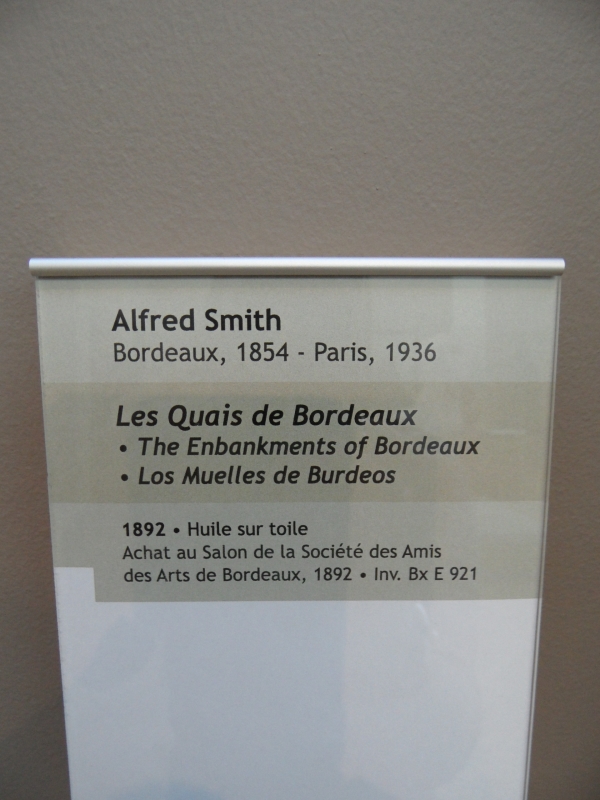 Alfred Smith
Bordeaux, 1854 - Paris, 1936
Les Quais de Bordeaux
• The Enbankments of Bordeaux
• Los Muelles de Burdeos
1892 • Huile sur toile
Achat au Salon de la Société des Amis
des Arts de Bordeaux, 1892 • Inv. Bx E 921